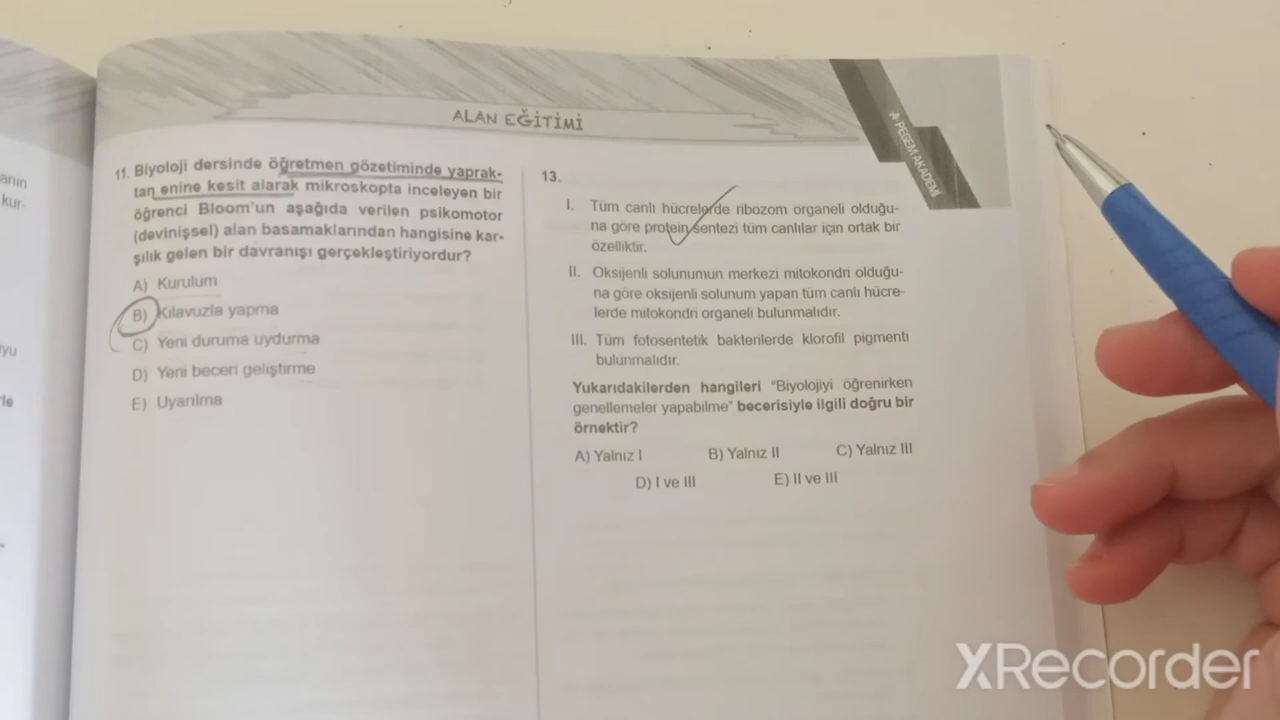 ALAN EĞİTİMİ
PEGEM AKADEMİ
anın
kur-
yu
le
11. Biyoloji dersinde öğretmen gözetiminde yaprak-
tan enine kesit alarak mikroskopta inceleyen bir
öğrenci Bloom'un aşağıda verilen psikomotor
(devinişsel) alan basamaklarından hangisine kar-
şılık gelen bir davranışı gerçekleştiriyordur?
A) Kurulum
B) Kılavuzla yapma
C) Yeni duruma uydurma
D) Yeni beceri geliştirme
E) Uyarılma
13.
I. Tüm canlı hücrelerde ribozom organeli olduğu-
na göre protein sentezi tüm canlılar için ortak bir
özelliktir.
II. Oksijenli solunumun merkezi mitokondri olduğu-
na göre oksijenli solunum yapan tüm canlı hücre-
lerde mitokondri organeli bulunmalıdır.
III. Tüm fotosentetik bakterilerde klorofil pigmenti
bulunmalıdır.
Yukarıdakilerden hangileri "Biyolojiyi öğrenirken
genellemeler yapabilme" becerisiyle ilgili doğru bir
örnektir?
A) Yalnız I B) Yalnız II C) Yalnız III
D) I ve III E) II ve III
XRecorder